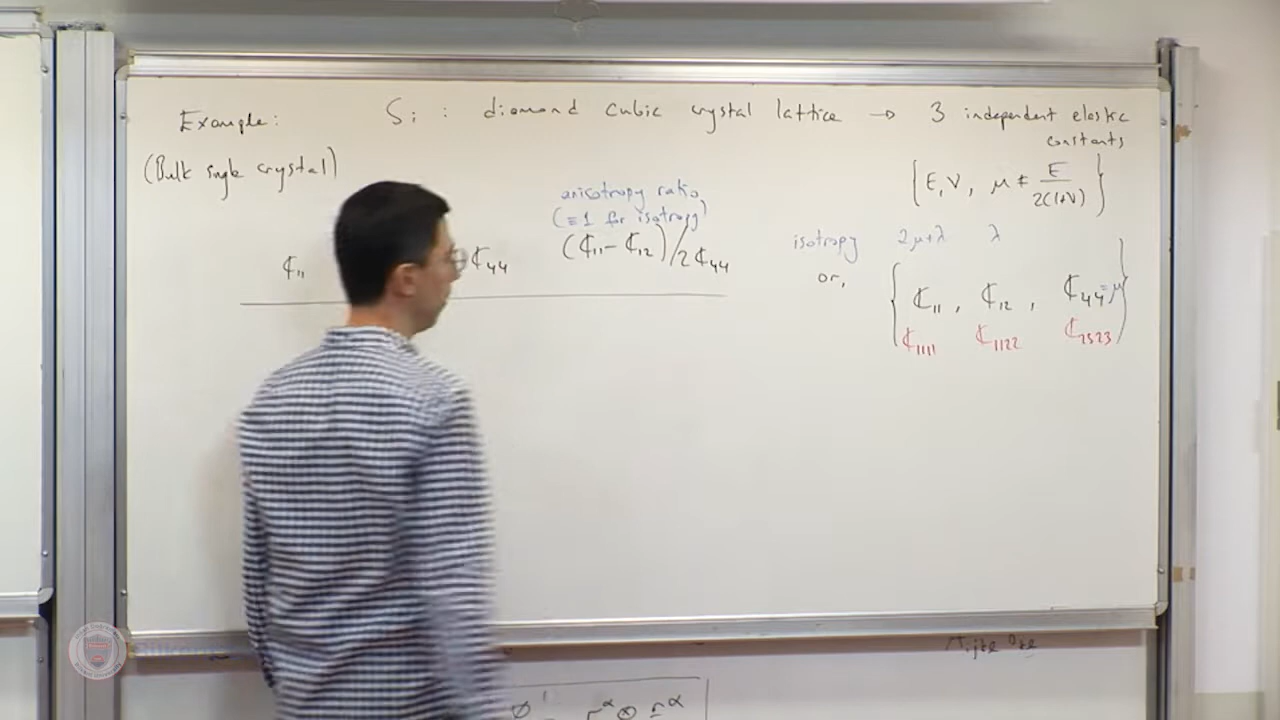 Example: Si : diamond cubic crystal lattice → 3 independent elastic constants
(Bulk single crystal)
{E, ν, μ ≠ E/2(1+ν)}
anisotropy ratio
(≡ 1 for isotropy)
ℂ₁₁ ℂ₄₄ (ℂ₁₁ - ℂ₁₂)/2ℂ₄₄
isotropy 2μ+λ λ
or, {ℂ₁₁, ℂ₁₂, ℂ₄₄=μ}
ℂ₁₁₁₁ ℂ₁₁₂₂ ℂ₂₃₂₃